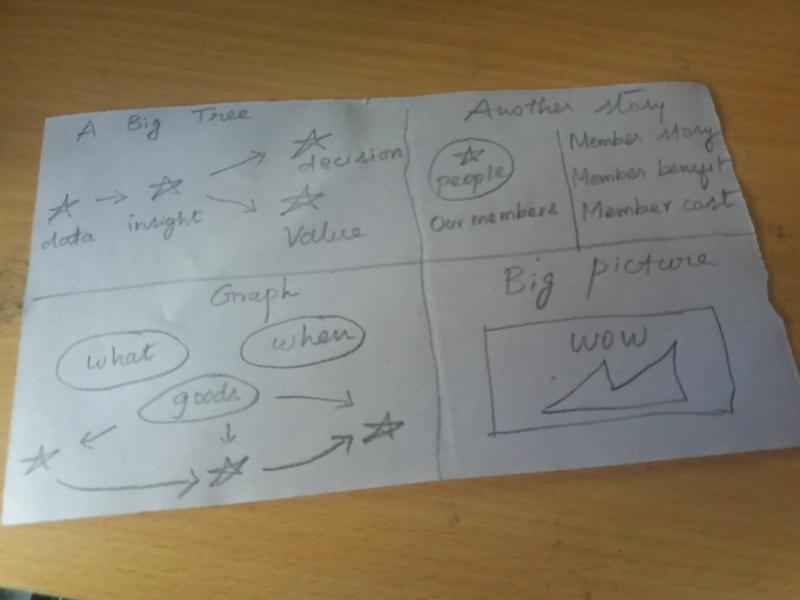 A Big Tree
data
insight
decision
Value
Another story
people
Our members
Member story
Member benefit
Member cost
Graph
what
when
goods
Big picture
WOW